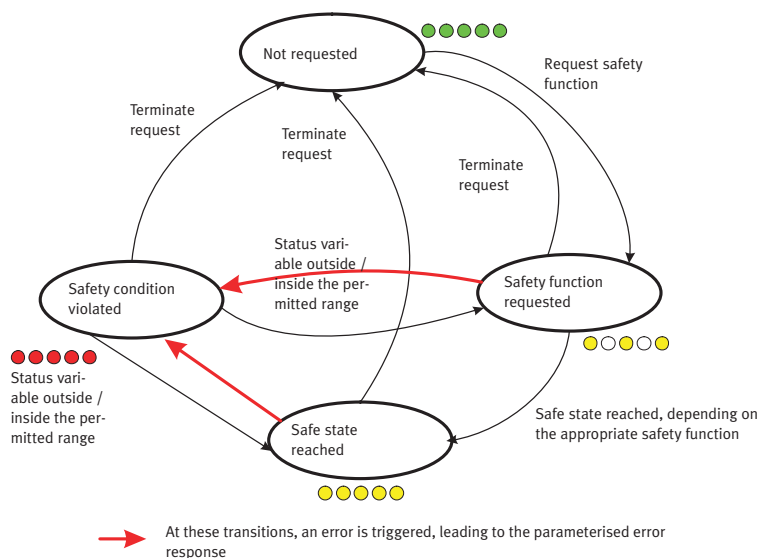 Not requested
Request safety
function
Terminate
request
Terminate
request
Terminate
request
Status vari-
able outside /
inside the per-
mitted range
Safety condition
violated
Safety function
requested
Status vari-
able outside /
inside the per-
mitted range
Safe state reached, depending on
the appropriate safety function
Safe state
reached
At these transitions, an error is triggered, leading to the parameterised error
response